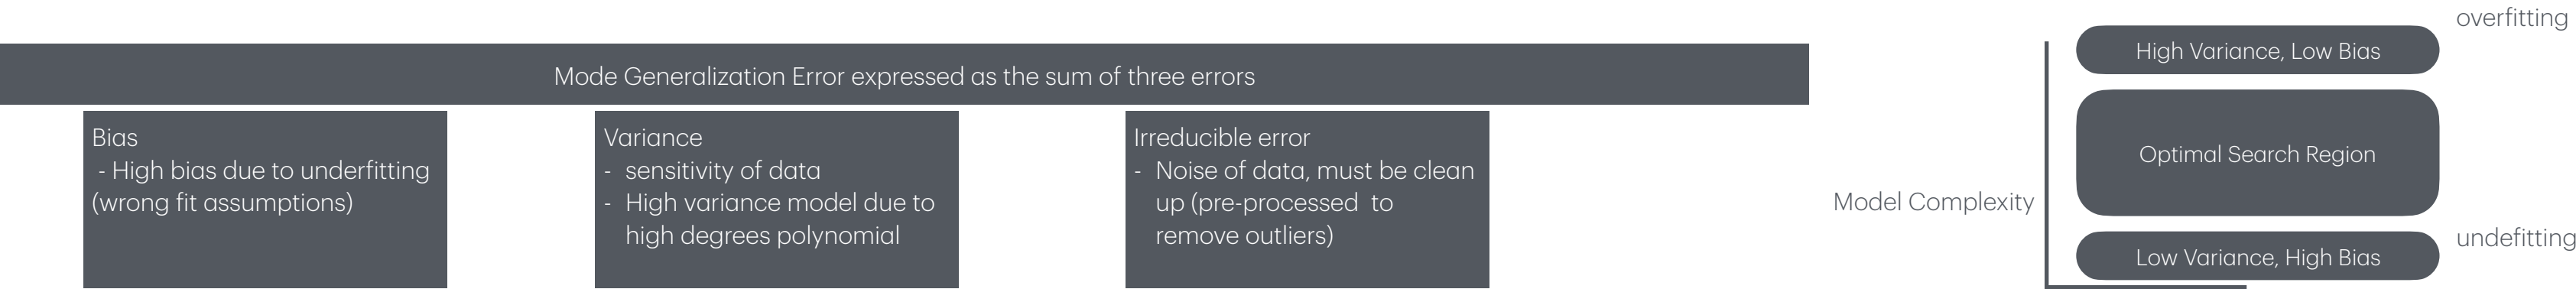 Mode Generalization Error expressed as the sum of three errors
Bias
- High bias due to underfitting
(wrong fit assumptions)
Variance
- sensitivity of data
- High variance model due to
high degrees polynomial
Irreducible error
- Noise of data, must be clean
up (pre-processed to
remove outliers)
Model Complexity
overfitting
High Variance, Low Bias
Optimal Search Region
undefitting
Low Variance, High Bias